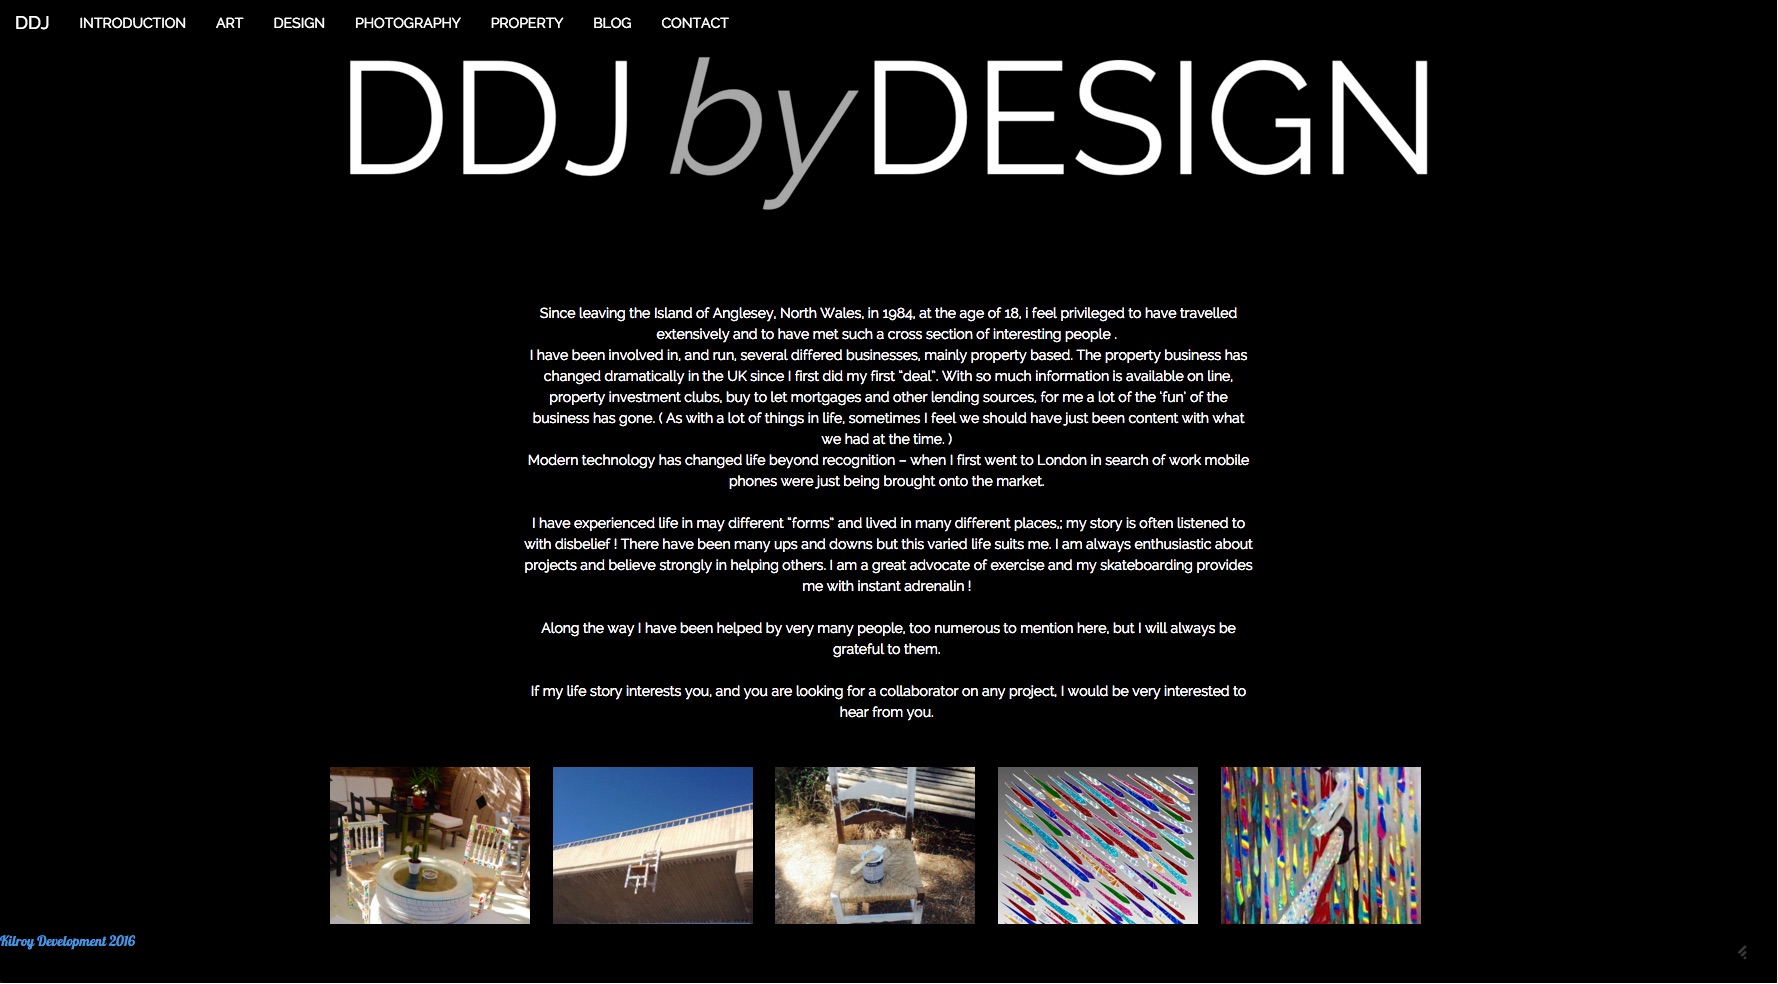 DDJ INTRODUCTION ART DESIGN PHOTOGRAPHY PROPERTY BLOG CONTACT
DDJ by DESIGN
Since leaving the Island of Anglesey, North Wales, in 1984, at the age of 18, i feel privileged to have travelled
extensively and to have met such a cross section of interesting people .
I have been involved in, and run, several differed businesses, mainly property based. The property business has
changed dramatically in the UK since I first did my first “deal”. With so much information is available on line,
property investment clubs, buy to let mortgages and other lending sources, for me a lot of the ‘fun’ of the
business has gone. ( As with a lot of things in life, sometimes I feel we should have just been content with what
we had at the time. )
Modern technology has changed life beyond recognition – when I first went to London in search of work mobile
phones were just being brought onto the market.
I have experienced life in may different “forms” and lived in many different places,; my story is often listened to
with disbelief ! There have been many ups and downs but this varied life suits me. I am always enthusiastic about
projects and believe strongly in helping others. I am a great advocate of exercise and my skateboarding provides
me with instant adrenalin !
Along the way I have been helped by very many people, too numerous to mention here, but I will always be
grateful to them.
If my life story interests you, and you are looking for a collaborator on any project, I would be very interested to
hear from you.
Kilroy Development 2016